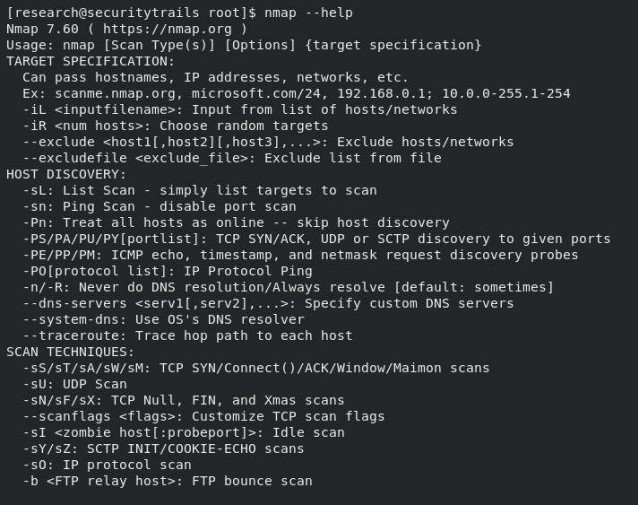 [research@securitytrails root]$ nmap --help
Nmap 7.60 ( https://nmap.org )
Usage: nmap [Scan Type(s)] [Options] {target specification}
TARGET SPECIFICATION:
  Can pass hostnames, IP addresses, networks, etc.
  Ex: scanme.nmap.org, microsoft.com/24, 192.168.0.1; 10.0.0-255.1-254
  -iL <inputfilename>: Input from list of hosts/networks
  -iR <num hosts>: Choose random targets
  --exclude <host1[,host2][,host3],...>: Exclude hosts/networks
  --excludefile <exclude_file>: Exclude list from file
HOST DISCOVERY:
  -sL: List Scan - simply list targets to scan
  -sn: Ping Scan - disable port scan
  -Pn: Treat all hosts as online -- skip host discovery
  -PS/PA/PU/PY[portlist]: TCP SYN/ACK, UDP or SCTP discovery to given ports
  -PE/PP/PM: ICMP echo, timestamp, and netmask request discovery probes
  -PO[protocol list]: IP Protocol Ping
  -n/-R: Never do DNS resolution/Always resolve [default: sometimes]
  --dns-servers <serv1[,serv2],...>: Specify custom DNS servers
  --system-dns: Use OS's DNS resolver
  --traceroute: Trace hop path to each host
SCAN TECHNIQUES:
  -sS/sT/sA/sW/sM: TCP SYN/Connect()/ACK/Window/Maimon scans
  -sU: UDP Scan
  -sN/sF/sX: TCP Null, FIN, and Xmas scans
  --scanflags <flags>: Customize TCP scan flags
  -sI <zombie host[:probeport]>: Idle scan
  -sY/sZ: SCTP INIT/COOKIE-ECHO scans
  -sO: IP protocol scan
  -b <FTP relay host>: FTP bounce scan